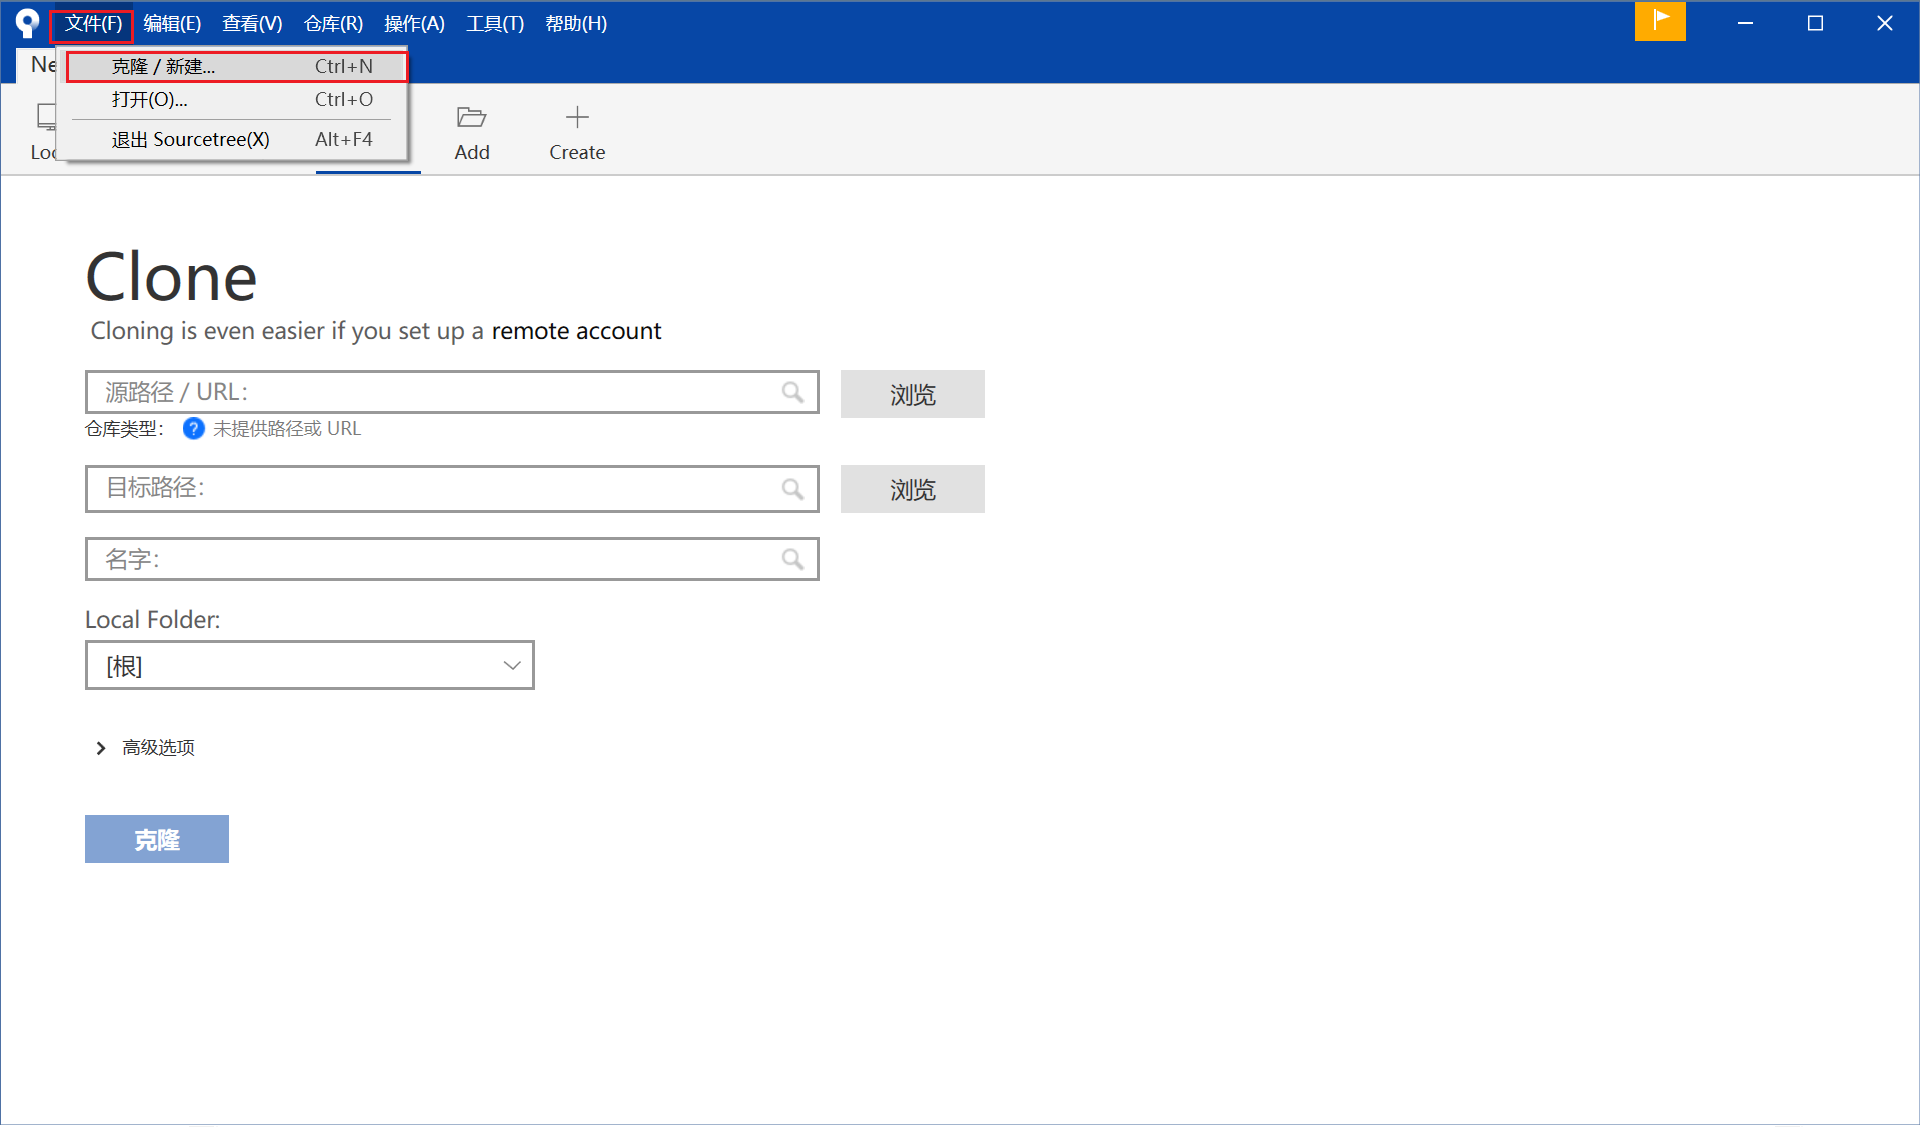 文件(F) 编辑(E) 查看(V) 仓库(R) 操作(A) 工具(T) 帮助(H)
Ne
克隆 / 新建... Ctrl+N
打开(O)... Ctrl+O
退出 Sourcetree(X) Alt+F4
Loc
Add
Create
Clone
Cloning is even easier if you set up a remote account
源路径 / URL:
浏览
仓库类型: ? 未提供路径或 URL
目标路径:
浏览
名字:
Local Folder:
[根]
高级选项
克隆